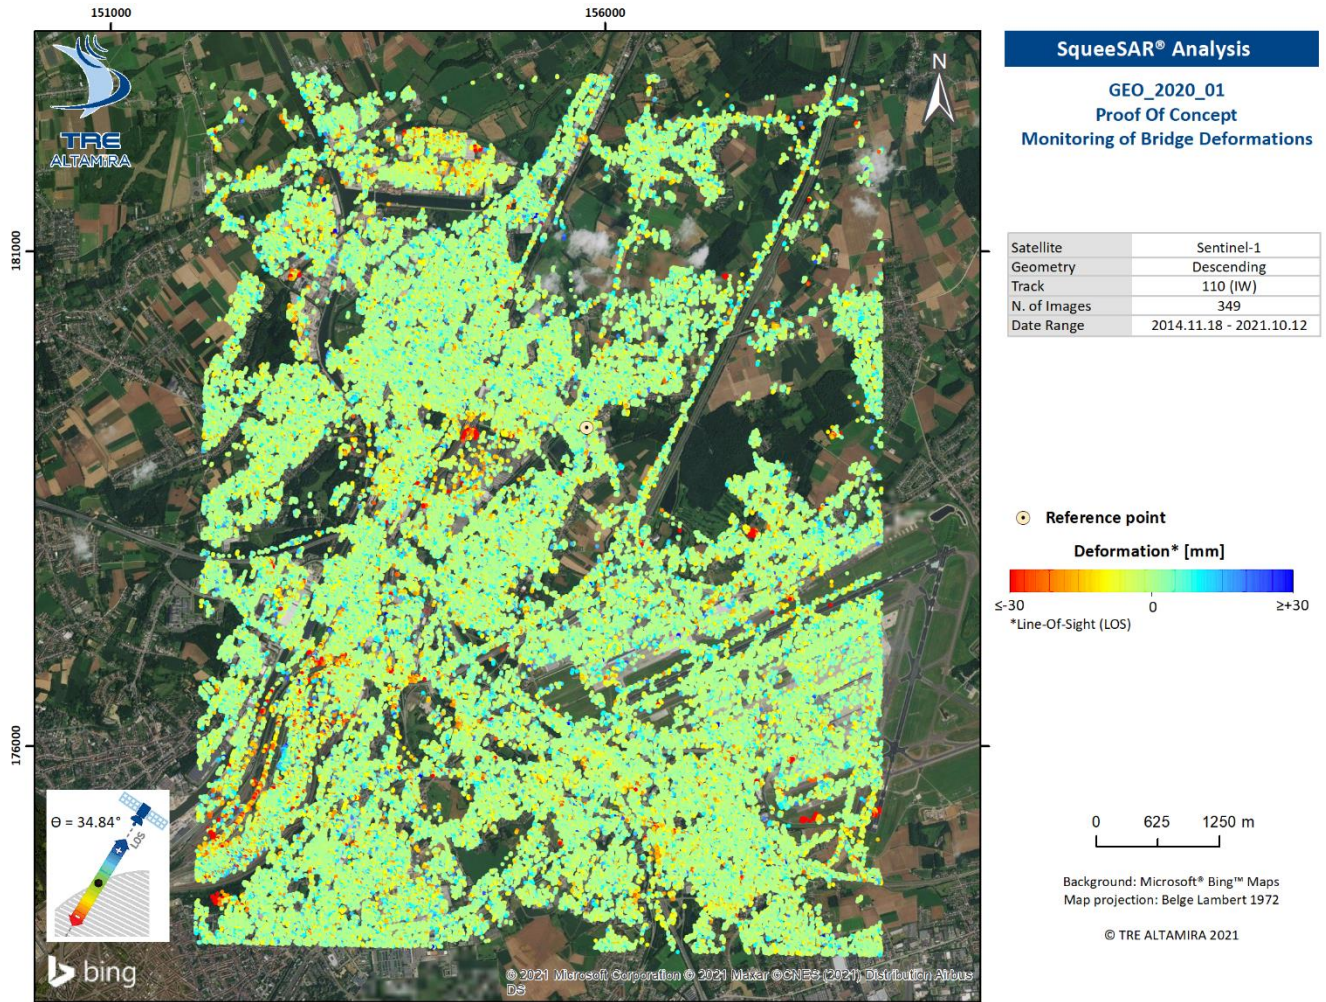 151000
156000
181000
176000
TRE
ALTAMIRA
N
Θ = 34.84°
LOS
+
-
bing
© 2021 Microsoft Corporation © 2021 Maxar ©CNES (2021) Distribution Airbus
DS
SqueeSAR® Analysis
GEO_2020_01
Proof Of Concept
Monitoring of Bridge Deformations
Satellite Sentinel-1
Geometry Descending
Track 110 (IW)
N. of Images 349
Date Range 2014.11.18 - 2021.10.12
Reference point
Deformation* [mm]
≤-30 0 ≥+30
*Line-Of-Sight (LOS)
0 625 1250 m
Background: Microsoft® Bing™ Maps
Map projection: Belge Lambert 1972
© TRE ALTAMIRA 2021